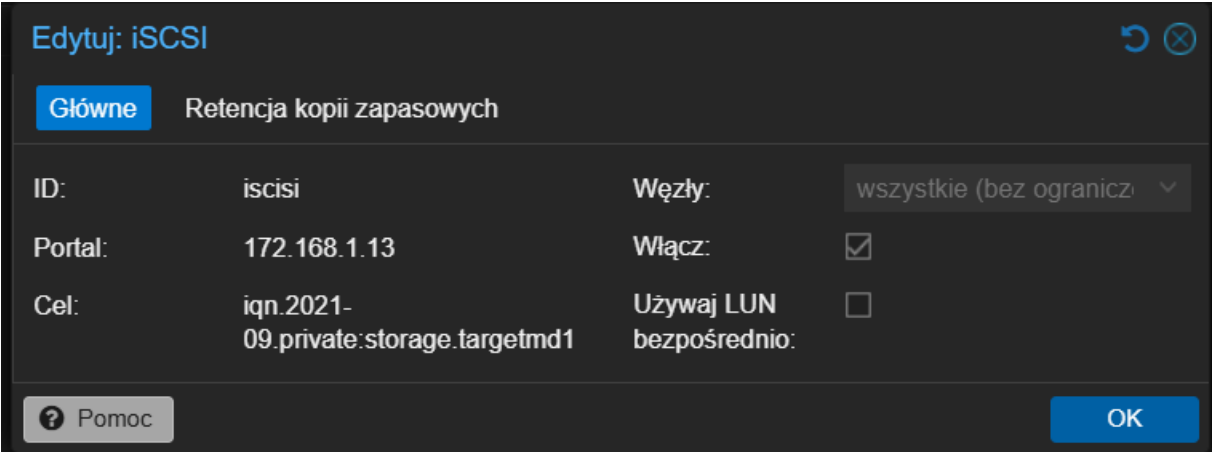 Edytuj: iSCSI
Główne Retencja kopii zapasowych
ID: iscisi Węzły: wszystkie (bez ogranicz
Portal: 172.168.1.13 Włącz:
Cel: iqn.2021-
09.private:storage.targetmd1
Używaj LUN
bezpośrednio:
Pomoc OK